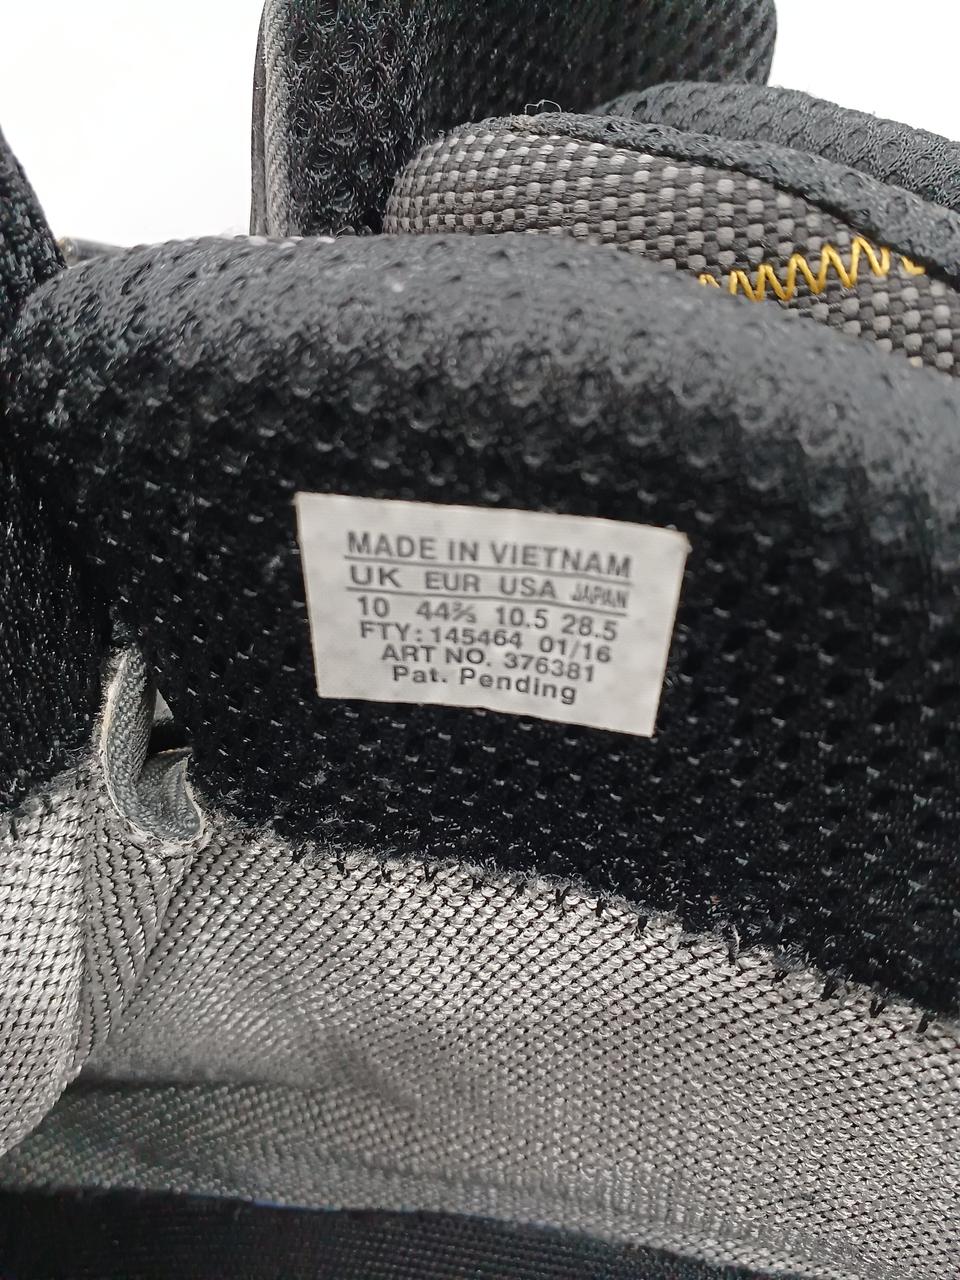 MADE IN VIETNAM
UK EUR USA JAPAN
10 44⅔ 10.5 28.5
FTY: 145464 01/16
ART NO. 376381
Pat. Pending